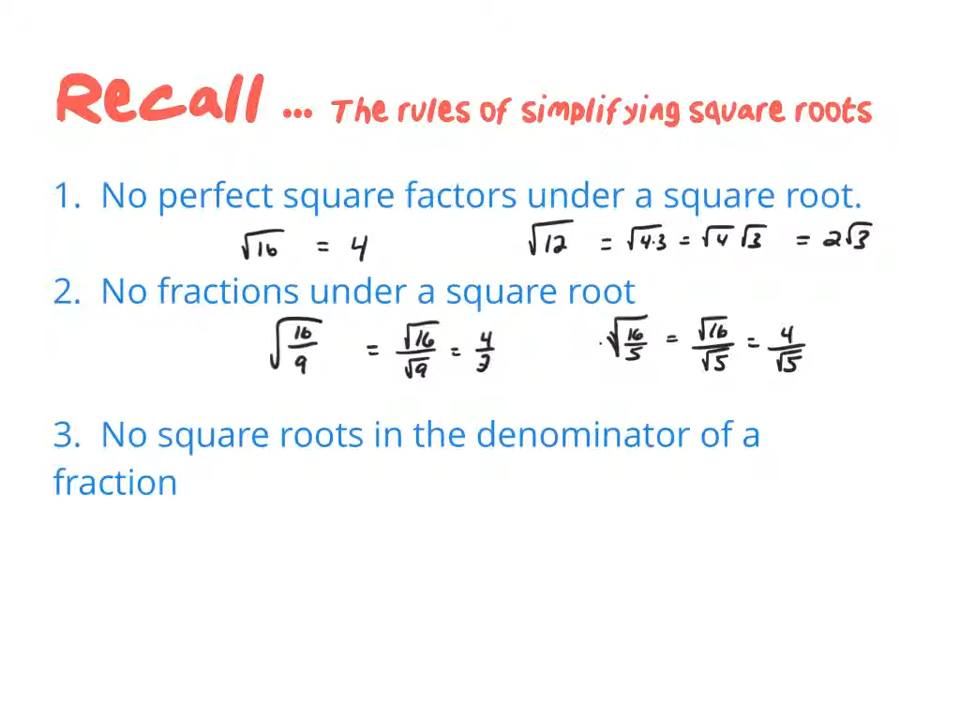 Recall ... The rules of simplifying square roots
1. No perfect square factors under a square root.
√16 = 4 √12 = √4·3 = √4 √3 = 2√3
2. No fractions under a square root
√16/9 = √16/√9 = 4/3 √16/5 = √16/√5 = 4/√5
3. No square roots in the denominator of a
fraction